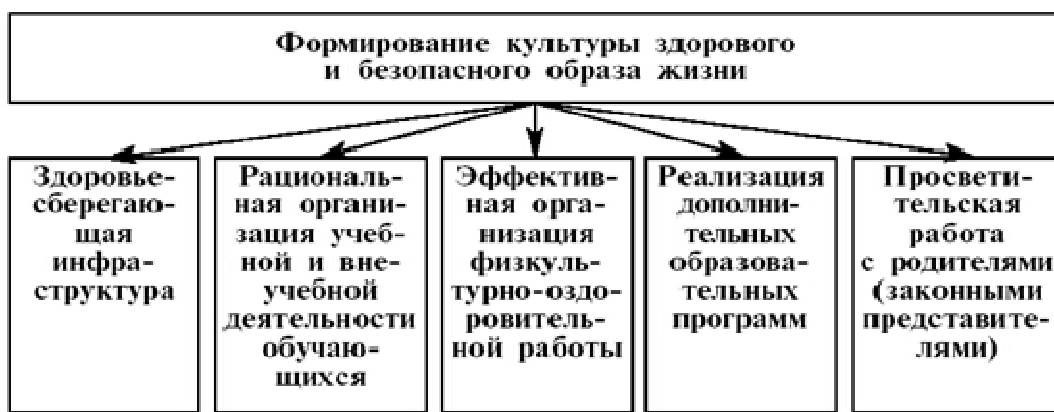 Формирование культуры здорового
и безопасного образа жизни
Здоровье-
сберегаю-
щая
инфра-
структура
Рациональ-
ная органи-
зация учеб-
ной и вне-
учебной
деятельности
обучаю-
щихся
Эффектив-
ная орга-
низация
физкуль-
турно-оздо-
ровитель-
ной работы
Реализация
дополни-
тельных
образова-
тельных
программ
Просвети-
тельская
работа
с родителями
(законными
представите-
лями)